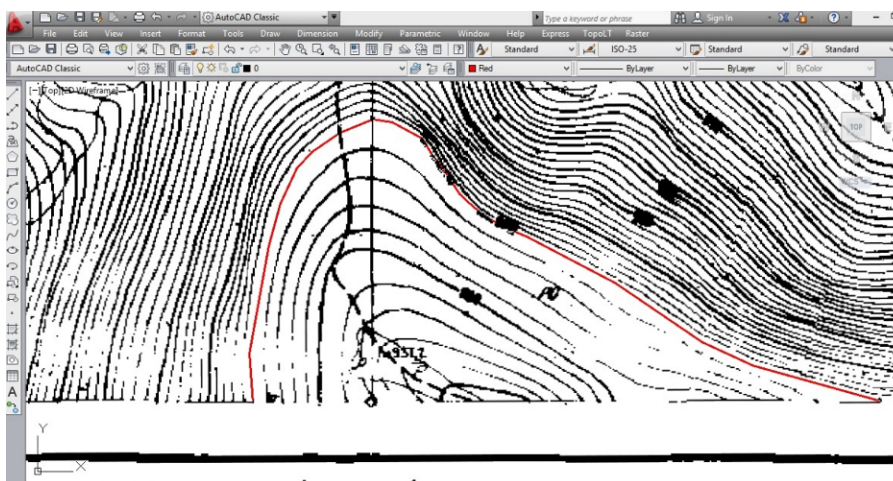 AutoCAD Classic
Type a keyword or phrase
Sign In
File Edit View Insert Format Tools Draw Dimension Modify Parametric Window Help Express TopoLT Raster
Standard ISO-25 Standard Standard
AutoCAD Classic 0 Red ByLayer ByLayer ByColor
[−][Top][2D Wireframe]
TOP
Y
X